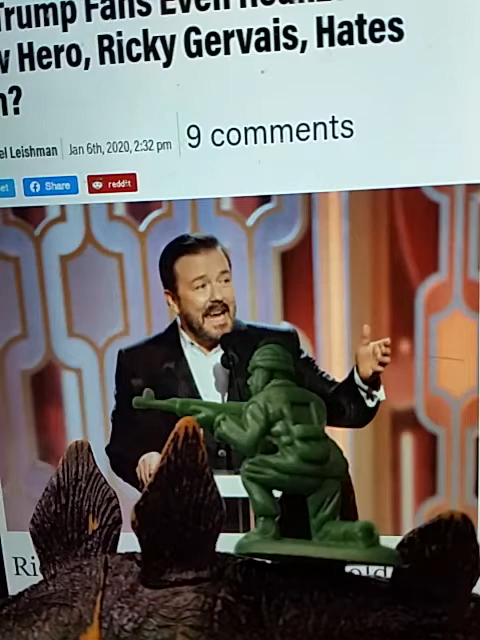 Trump Fans Even
Hero, Ricky Gervais, Hates
?
Leishman Jan 6th, 2020, 2:32 pm 9 comments
Share reddit